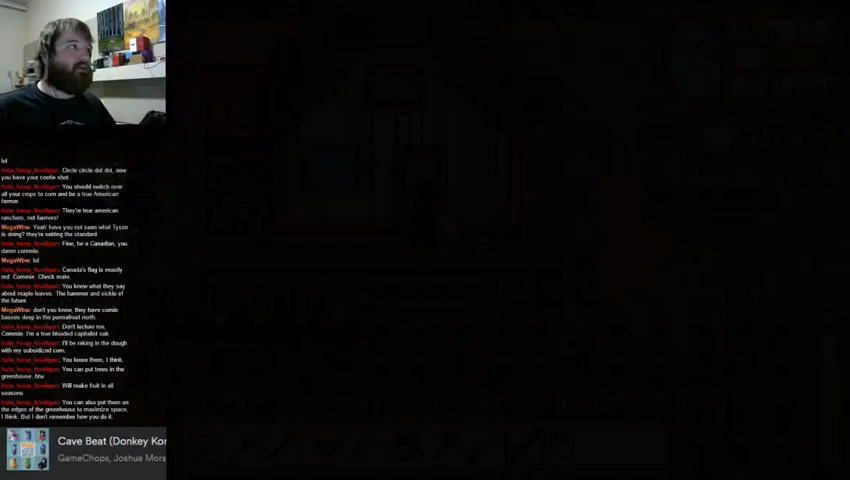 lol
hula_hoop_hooligan: Circle circle dot dot, now
you have your cootie shot.
hula_hoop_hooligan: You should switch over
all your crops to corn and be a true American
farmer.
hula_hoop_hooligan: They're true american
ranchers, not farmers!
MegaWbw: Yeah' have you not seen what Tyson
is doing? they're setting the standard.
hula_hoop_hooligan: Fine, be a Canadian, you
damn commie.
MegaWbw: lol
hula_hoop_hooligan: Canada's flag is mostly
red. Commie. Check mate.
hula_hoop_hooligan: You know what they say
about maple leaves. The hammer and sickle of
the future.
MegaWbw: don't you know, they have comie
basses deep in the permafrost north.
hula_hoop_hooligan: Don't lecture me,
Commie. I'm a true blooded capitalist oak.
hula_hoop_hooligan: I'll be raking in the dough
with my subsidized corn.
hula_hoop_hooligan: You loose them, I think.
hula_hoop_hooligan: You can put trees in the
greenhouse, btw
hula_hoop_hooligan: Will make fruit in all
seasons
hula_hoop_hooligan: You can also put them on
the edges of the greenhouse to maximize space,
I think. But I don't remember how you do it.
Cave Beat (Donkey Kon
GameChops, Joshua Mors